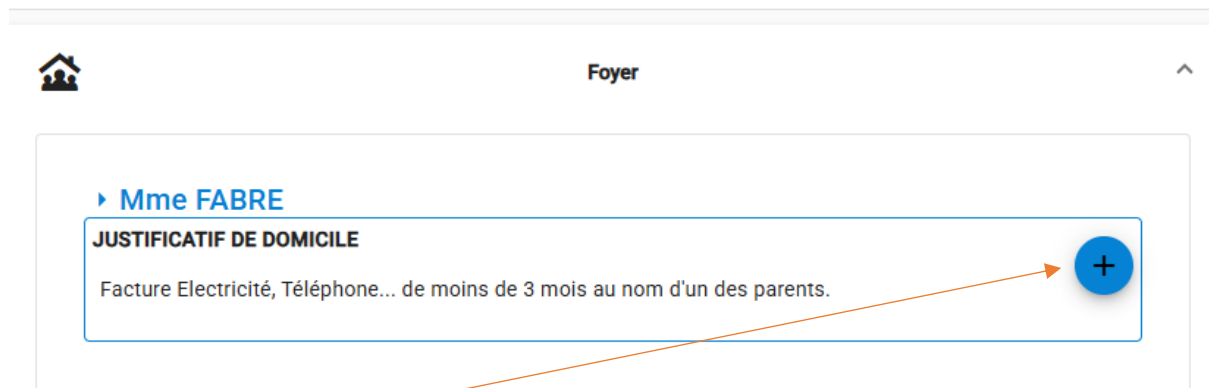 Foyer
Mme FABRE
JUSTIFICATIF DE DOMICILE
Facture Electricité, Téléphone... de moins de 3 mois au nom d'un des parents.